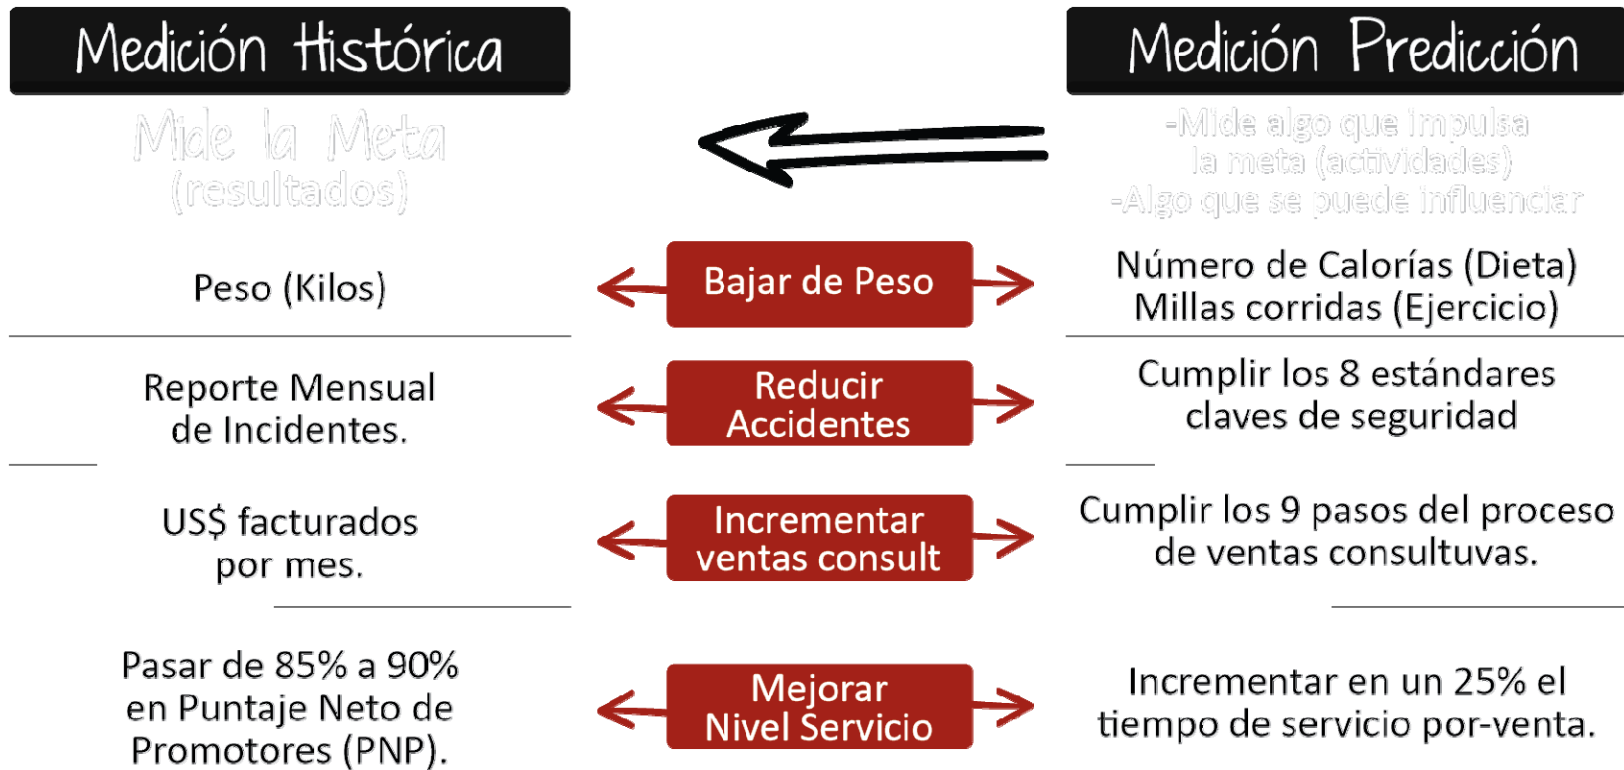 Medición Histórica
Medición Predicción
Mide la Meta
(resultados)
-Mide algo que impulsa
la meta (actividades)
-Algo que se puede influenciar
Peso (Kilos)
Bajar de Peso
Número de Calorías (Dieta)
Millas corridas (Ejercicio)
Reporte Mensual
de Incidentes.
Reducir
Accidentes
Cumplir los 8 estándares
claves de seguridad
US$ facturados
por mes.
Incrementar
ventas consult
Cumplir los 9 pasos del proceso
de ventas consultuvas.
Pasar de 85% a 90%
en Puntaje Neto de
Promotores (PNP).
Mejorar
Nivel Servicio
Incrementar en un 25% el
tiempo de servicio por-venta.